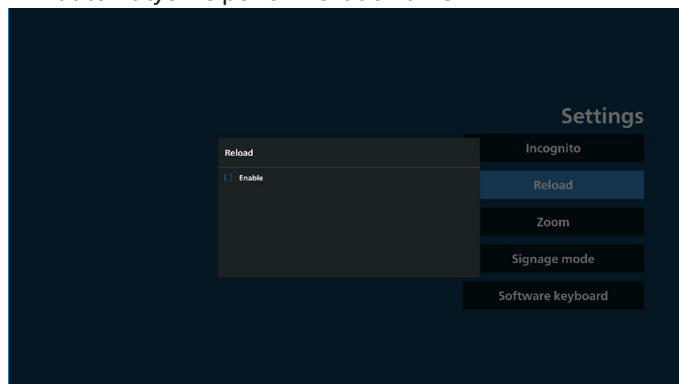 Settings
Incognito
Reload
Zoom
Signage mode
Software keyboard
Reload
Enable